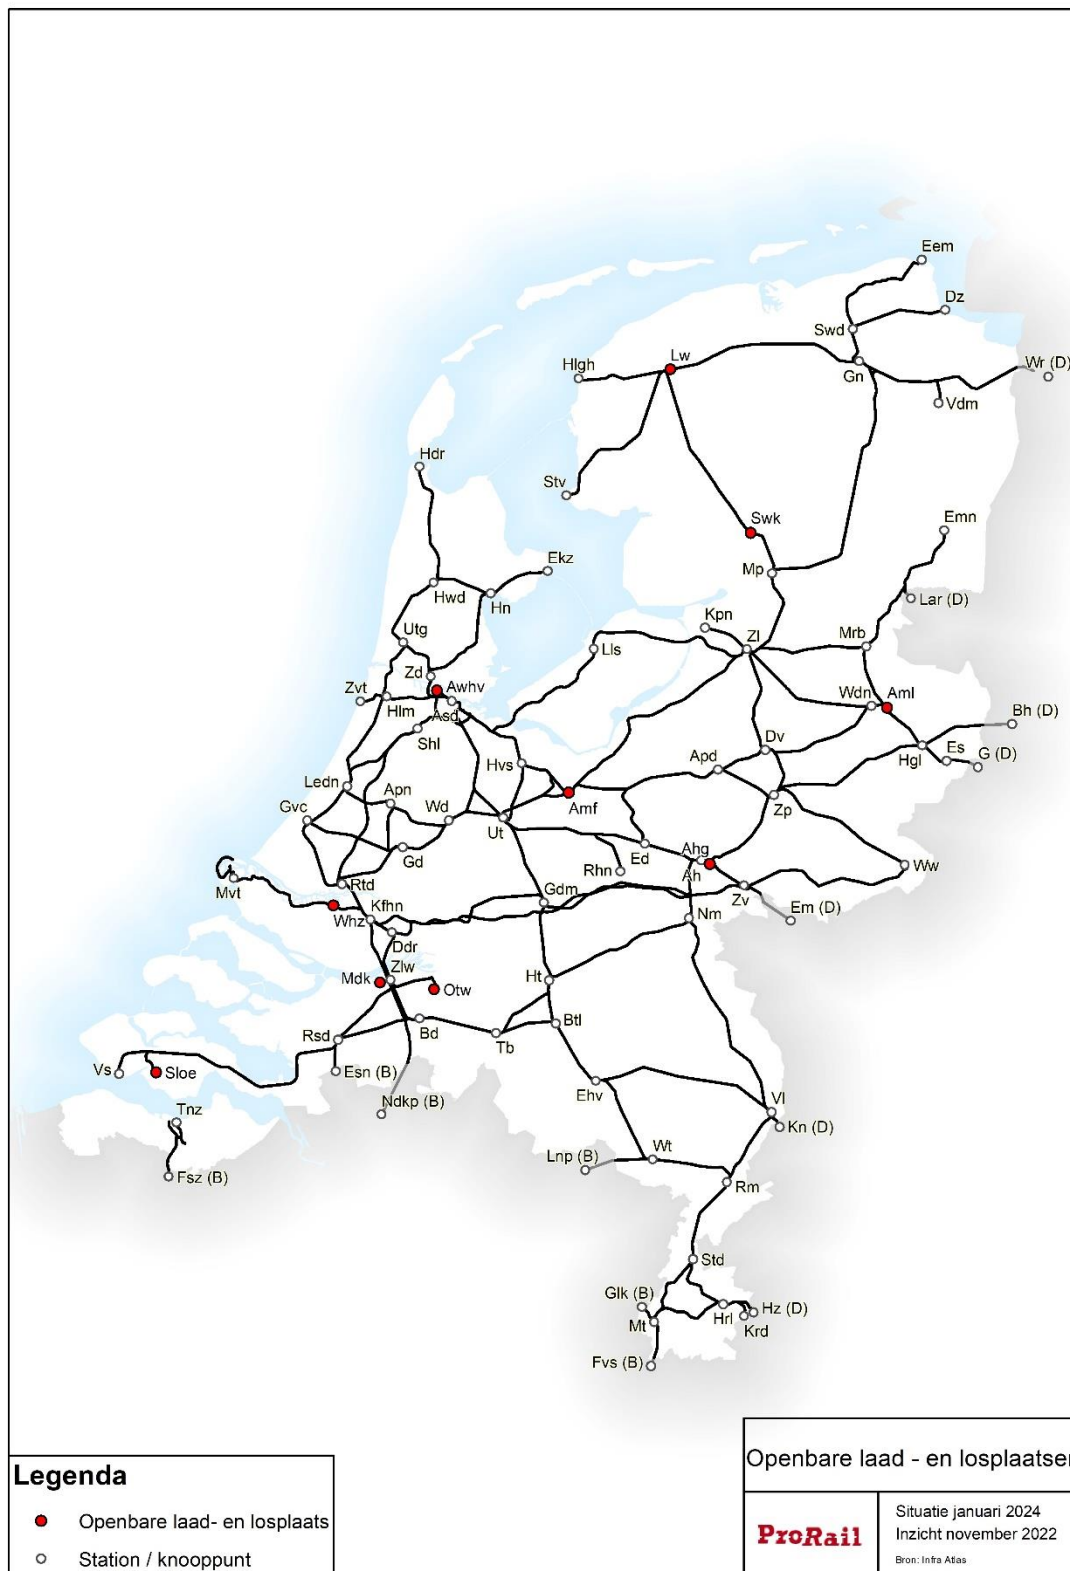 Eem
Dz
Swd
Lw
Hlgh
Gn
Wr (D)
Vdm
Hdr
Stv
Swk
Emn
Ekz
Mp
Hwd
Hn
Lar (D)
Kpn
Utg
Zl
Mrb
Lls
Zd
Awhv
Zvt
Wdn
Aml
Hlm
Asd
Bh (D)
Shl
Dv
Es
G (D)
Hvs
Apd
Hgl
Ledn
Apn
Gvc
Wd
Amf
Zp
Ut
Ahg
Ed
Gd
Rhn
Ah
Ww
Mvt
Rtd
Zv
Kfhn
Gdm
Em (D)
Whz
Nm
Ddr
Zlw
Mdk
Ht
Otw
Btl
Bd
Rsd
Tb
Vs
Sloe
Esn (B)
Ehv
Tnz
Ndkp (B)
Vl
Kn (D)
Lnp (B)
Wt
Fsz (B)
Rm
Std
Glk (B)
Hz (D)
Mt
Hrl
Krd
Fvs (B)
Legenda
Openbare laad- en losplaats
Station / knooppunt
Openbare laad - en losplaatsen
ProRail
Situatie januari 2024
Inzicht november 2022
Bron: Infra Atlas